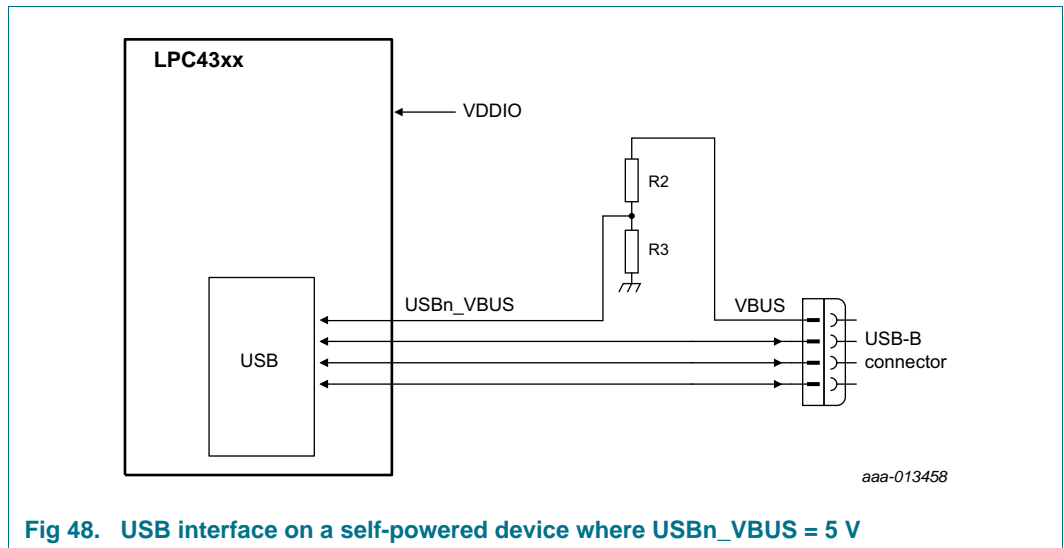 LPC43xx
VDDIO
R2
R3
USBn_VBUS
VBUS
USB
USB-B
connector
aaa-013458
Fig 48. USB interface on a self-powered device where USBn_VBUS = 5 V